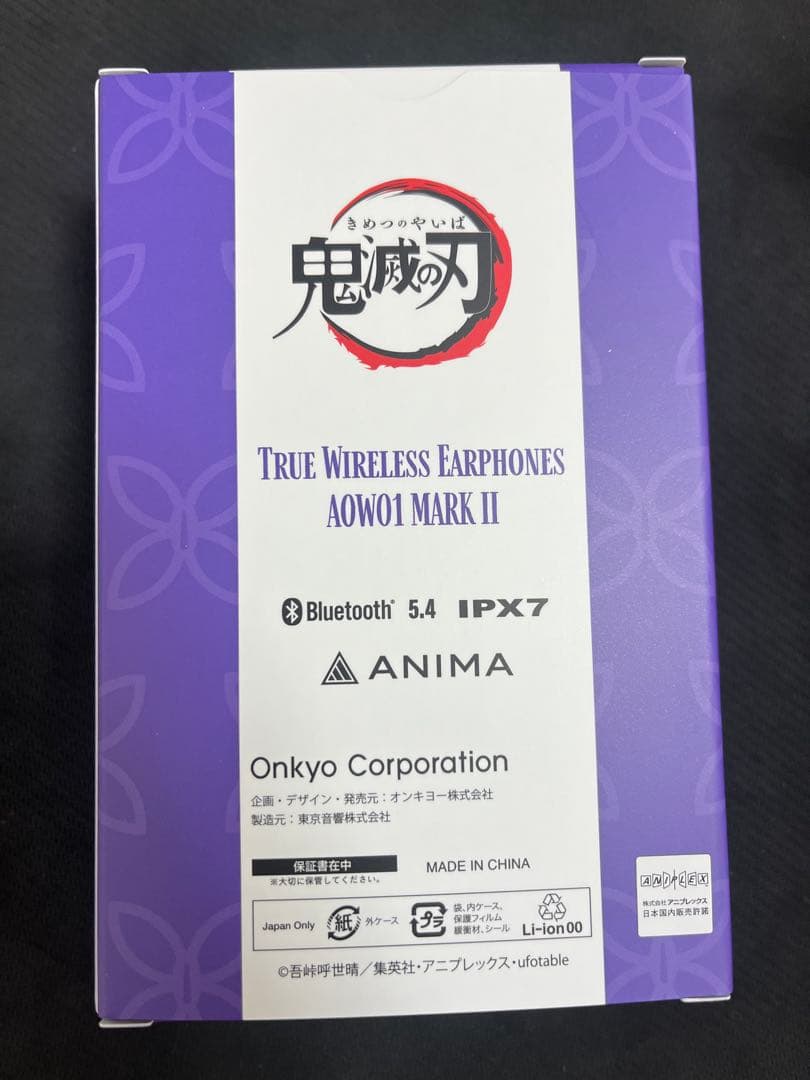 きめつのやいば
鬼滅の刃
TRUE WIRELESS EARPHONES
AOW01 MARK II
Bluetooth® 5.4 IPX7
ANIMA
Onkyo Corporation
企画・デザイン・発売元：オンキヨー株式会社
製造元：東京音響株式会社
保証書在中
※大切に保管してください。
MADE IN CHINA
Japan Only 紙 外ケース プラ 袋、内ケース、
保護フィルム
緩衝材、シール
Li-ion00
ANIPLEX
株式会社アニプレックス
日本国内販売許諾
©吾峠呼世晴／集英社・アニプレックス・ufotable